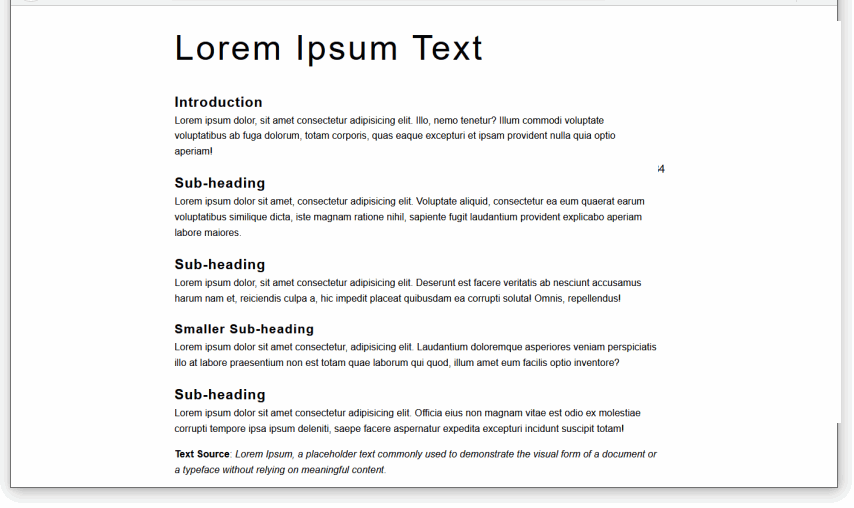 Lorem Ipsum Text
Introduction
Lorem ipsum dolor, sit amet consectetur adipisicing elit. Illo, nemo tenetur? Illum commodi voluptate
voluptatibus ab fuga dolorum, totam corporis, quas eaque excepturi et ipsam provident nulla quia optio
aperiam!
Sub-heading
Lorem ipsum dolor sit amet, consectetur adipisicing elit. Voluptate aliquid, consectetur ea eum quaerat earum
voluptatibus similique dicta, iste magnam ratione nihil, sapiente fugit laudantium provident explicabo aperiam
labore maiores.
Sub-heading
Lorem ipsum dolor, sit amet consectetur adipisicing elit. Deserunt est facere veritatis ab nesciunt accusamus
harum nam et, reiciendis culpa a, hic impedit placeat quibusdam ea corrupti soluta! Omnis, repellendus!
Smaller Sub-heading
Lorem ipsum dolor sit amet consectetur, adipisicing elit. Laudantium doloremque asperiores veniam perspiciatis
illo at labore praesentium non est totam quae laborum qui quod, illum amet eum facilis optio inventore?
Sub-heading
Lorem ipsum dolor sit amet consectetur adipisicing elit. Officia eius non magnam vitae est odio ex molestiae
corrupti tempore ipsa ipsum deleniti, saepe facere aspernatur expedita excepturi incidunt suscipit totam!
Text Source: Lorem Ipsum, a placeholder text commonly used to demonstrate the visual form of a document or
a typeface without relying on meaningful content.